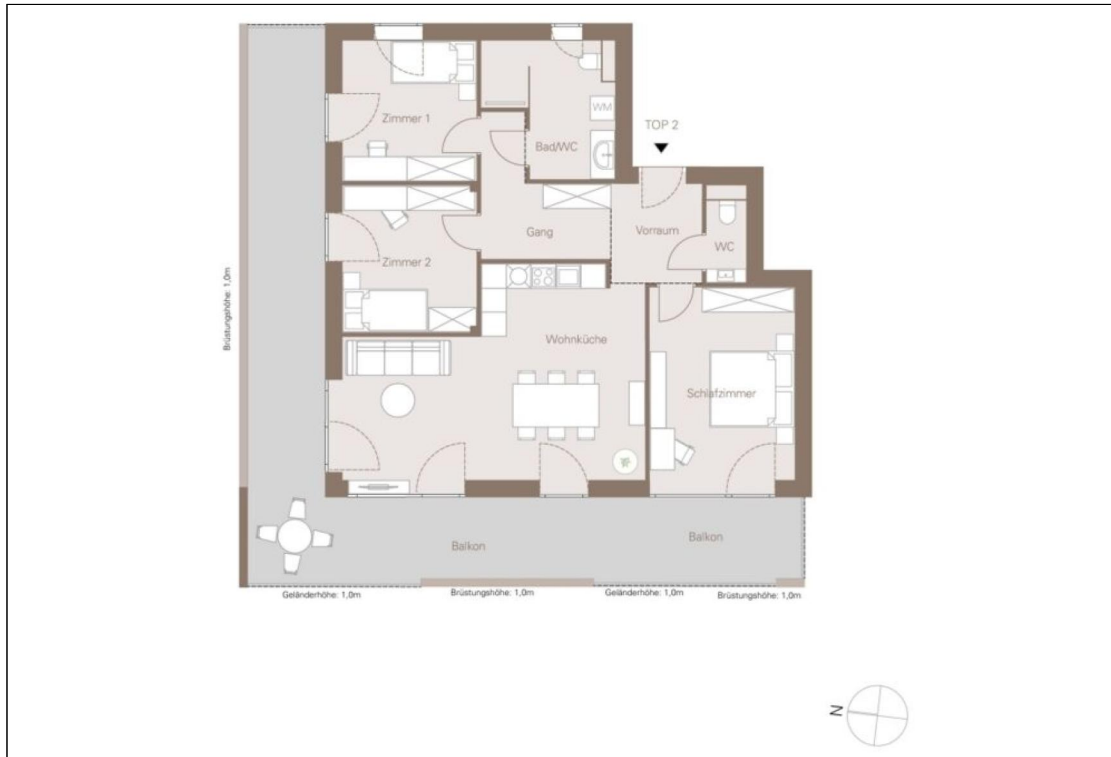 Zimmer 1
WM
TOP 2
Bad/WC
Gang
Vorraum
WC
Zimmer 2
Brüstungshöhe: 1,0m
Wohnküche
Schlafzimmer
Balkon
Balkon
Geländerhöhe: 1,0m
Brüstungshöhe: 1,0m
Geländerhöhe: 1,0m
Brüstungshöhe: 1,0m
N